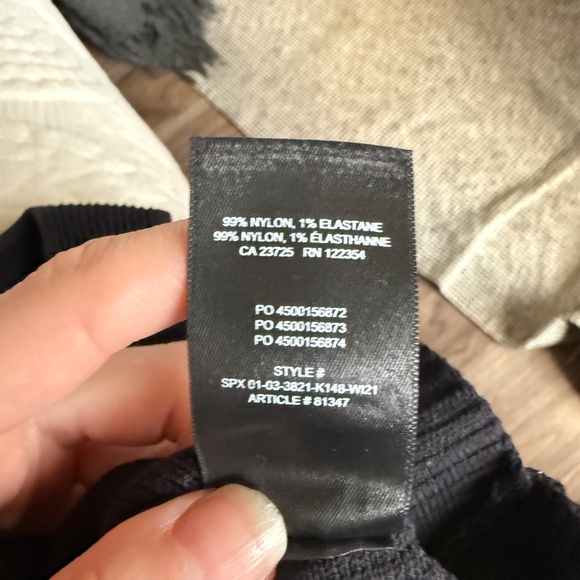 99% NYLON, 1% ELASTANE
99% NYLON, 1% ÉLASTHANNE
CA 23725 RN 122354
PO 4500156872
PO 4500156873
PO 4500156874
STYLE #
SPX 01-03-3821-K148-WI21
ARTICLE # 81347